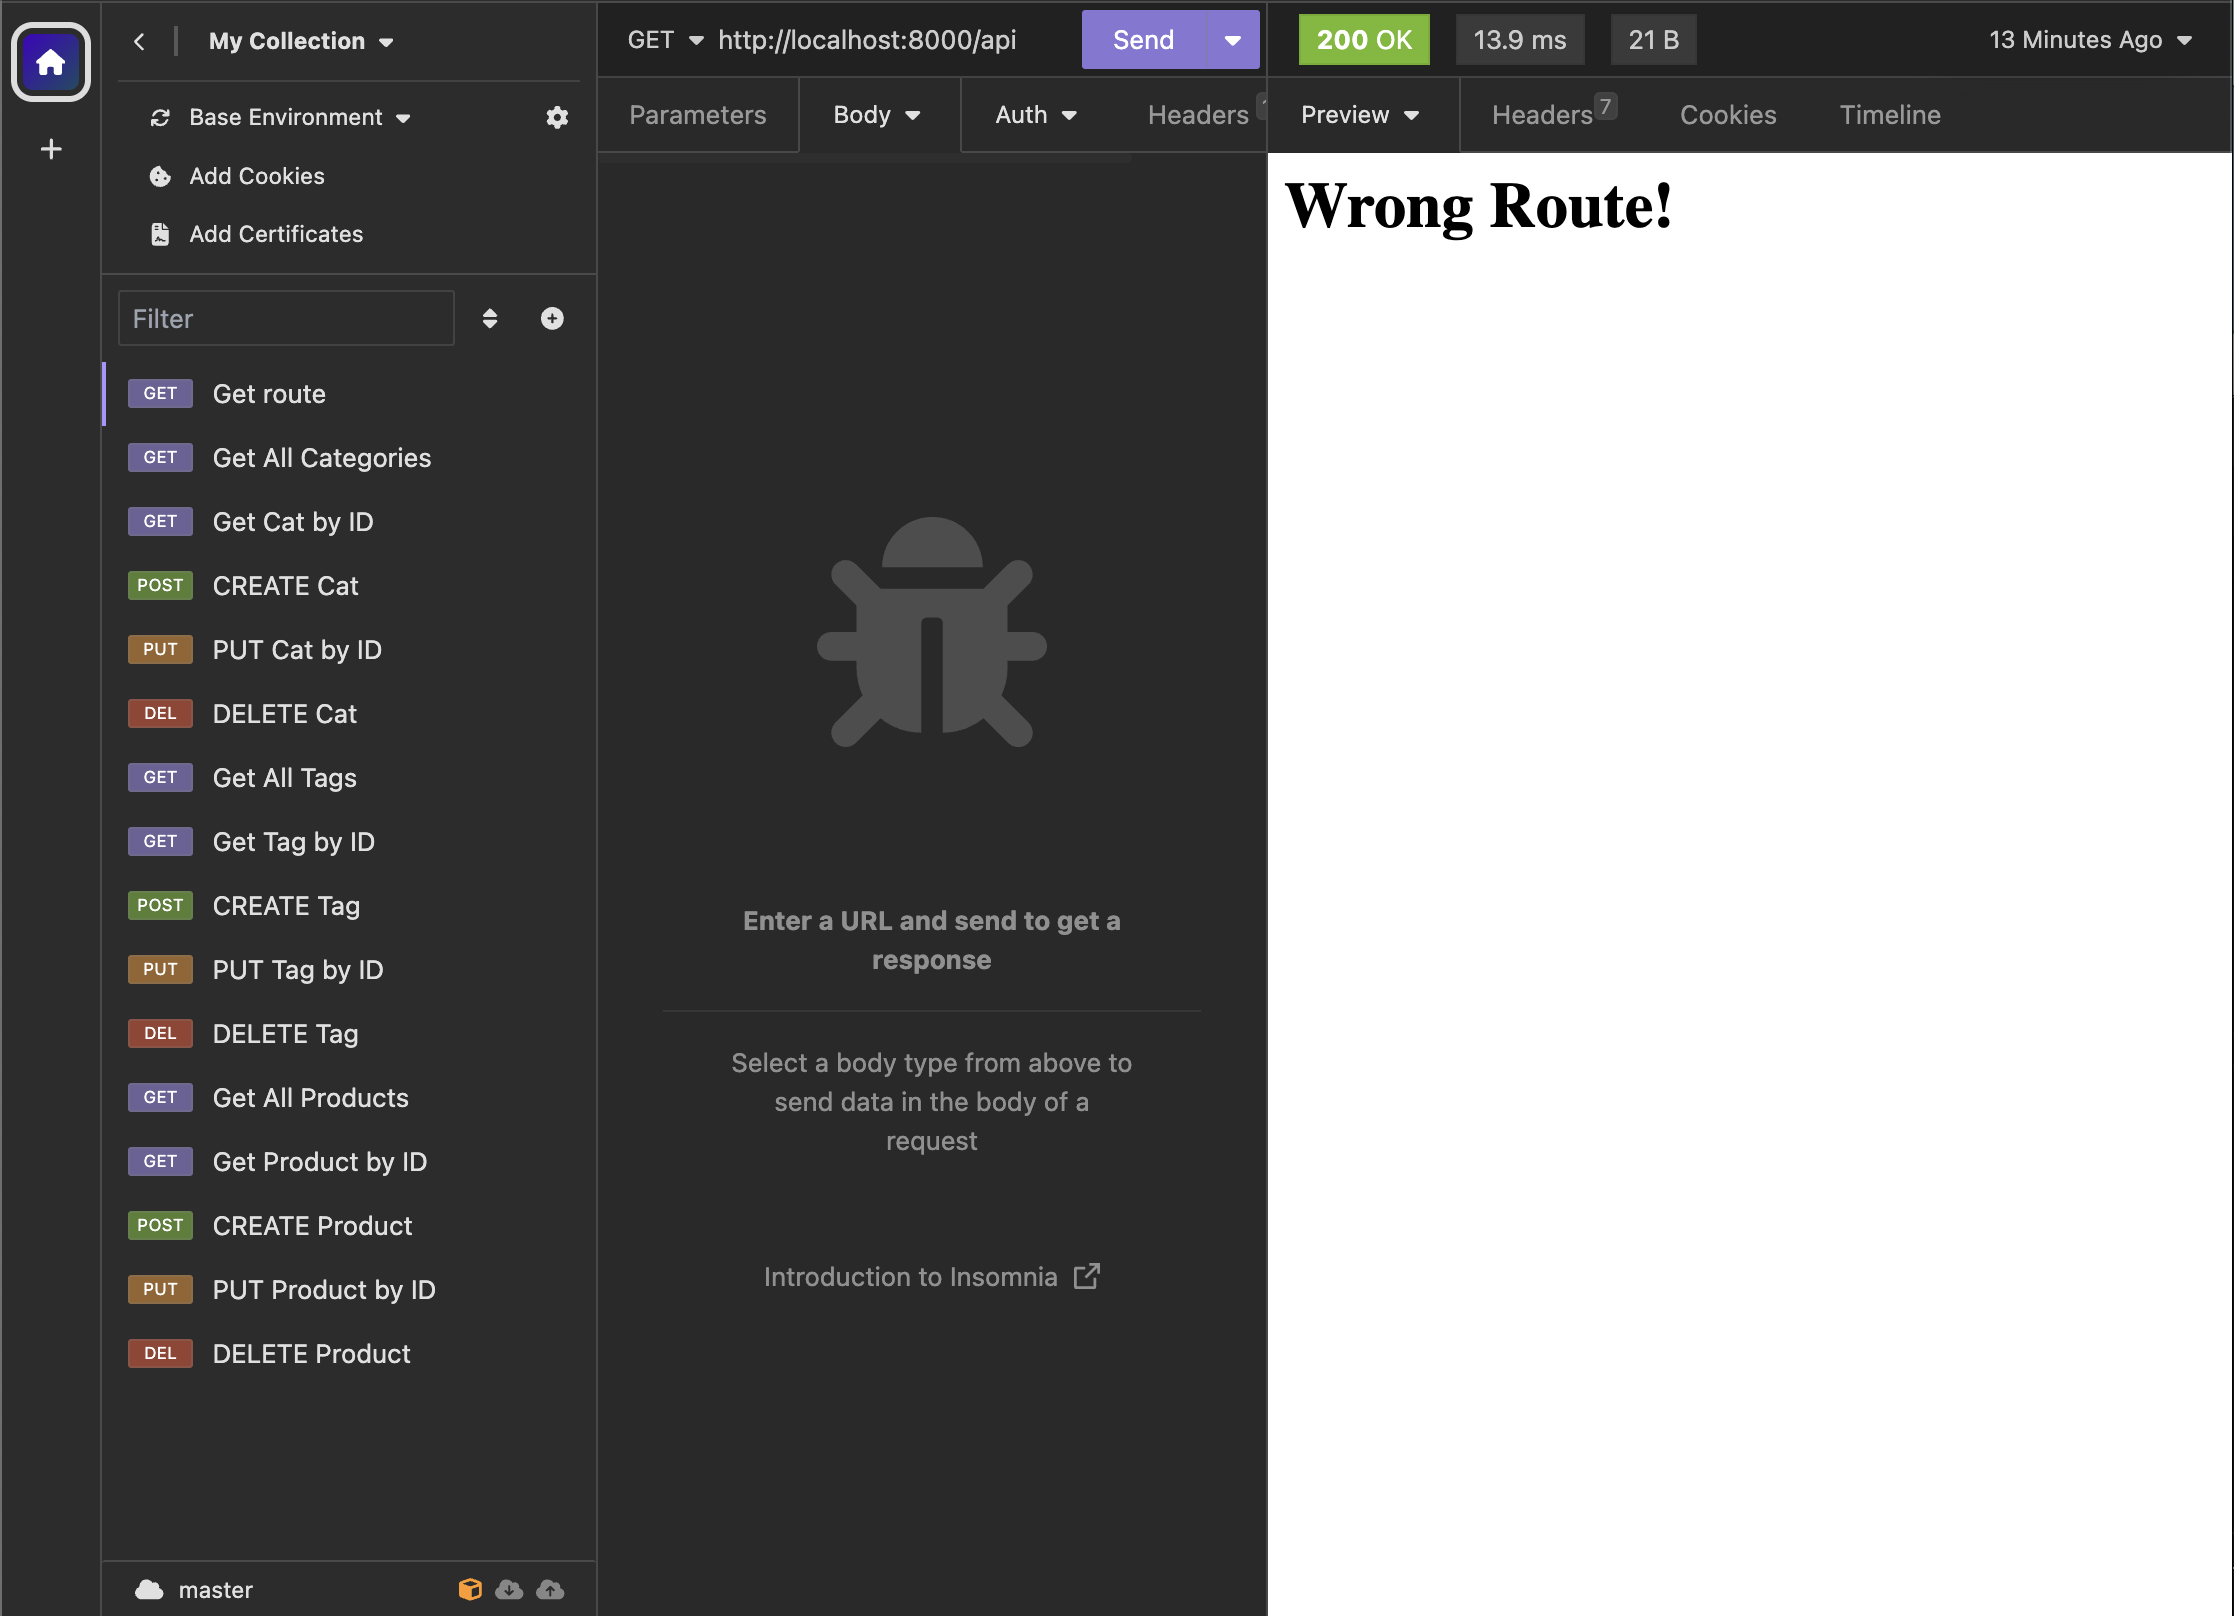 My Collection
Base Environment
Add Cookies
Add Certificates
Filter
GET Get route
GET Get All Categories
GET Get Cat by ID
POST CREATE Cat
PUT PUT Cat by ID
DEL DELETE Cat
GET Get All Tags
GET Get Tag by ID
POST CREATE Tag
PUT PUT Tag by ID
DEL DELETE Tag
GET Get All Products
GET Get Product by ID
POST CREATE Product
PUT PUT Product by ID
DEL DELETE Product
master
GET http://localhost:8000/api Send
Parameters Body Auth Headers
Enter a URL and send to get a
response
Select a body type from above to
send data in the body of a
request
Introduction to Insomnia
200 OK 13.9 ms 21 B 13 Minutes Ago
Preview Headers 7 Cookies Timeline
Wrong Route!